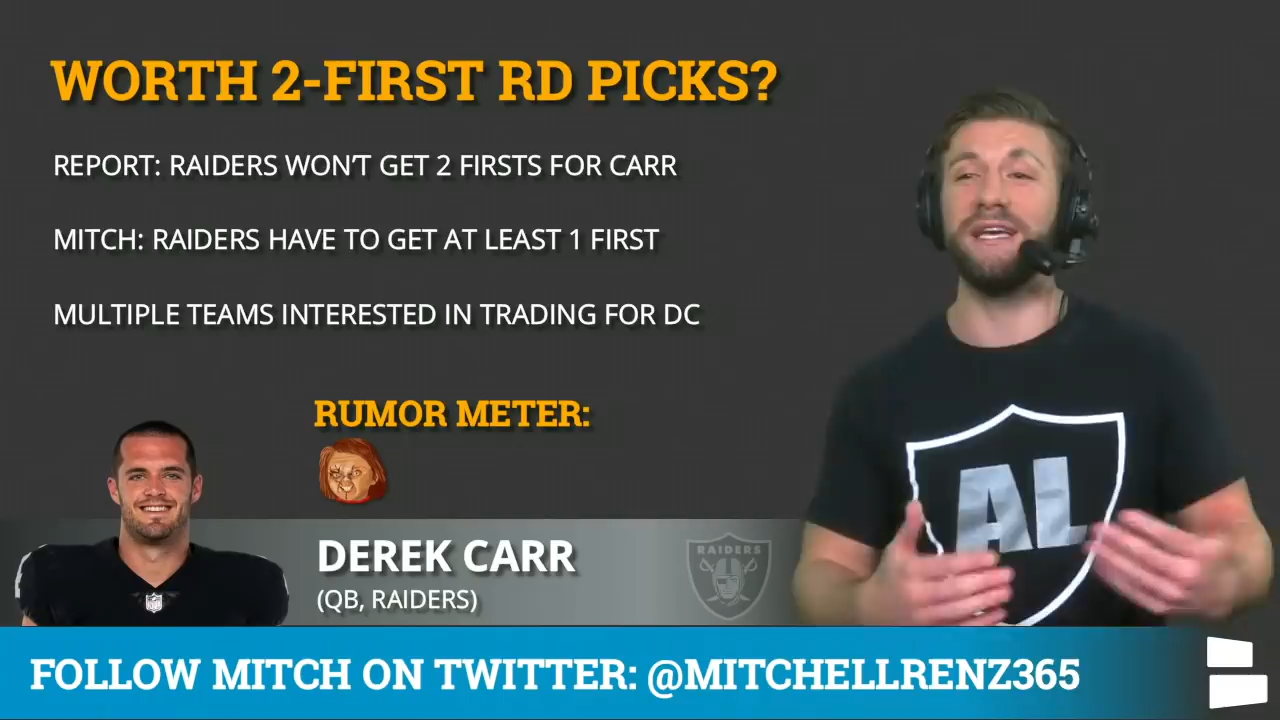 WORTH 2-FIRST RD PICKS?
REPORT: RAIDERS WON'T GET 2 FIRSTS FOR CARR
MITCH: RAIDERS HAVE TO GET AT LEAST 1 FIRST
MULTIPLE TEAMS INTERESTED IN TRADING FOR DC
RUMOR METER:
AL
DEREK CARR
RAIDERS
(QB, RAIDERS)
NFL
FOLLOW MITCH ON TWITTER: @MITCHELLRENZ365